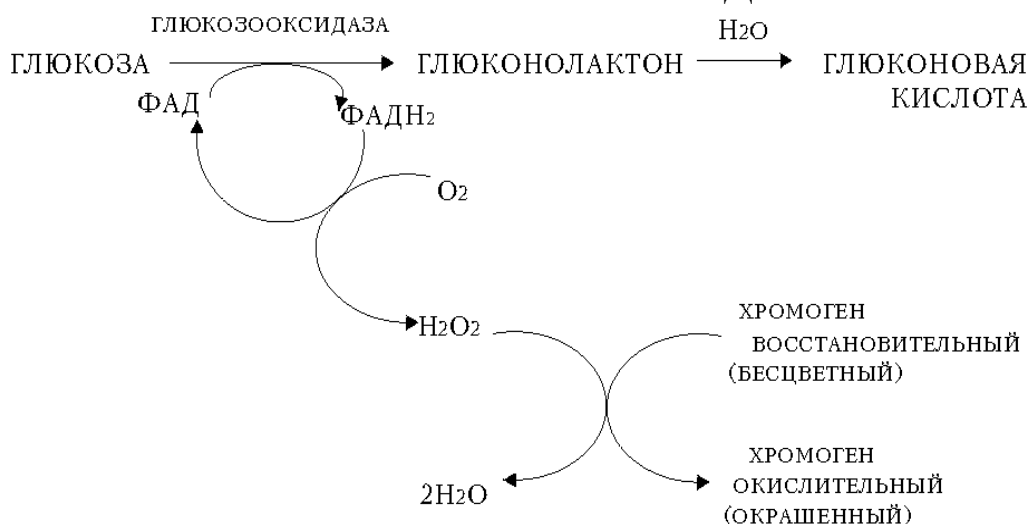 ГЛЮКОЗООКСИДАЗА
H2O
ГЛЮКОЗА
ГЛЮКОНОЛАКТОН
ГЛЮКОНОВАЯ
КИСЛОТА
ФАД
ФАДН2
O2
H2O2
ХРОМОГЕН
ВОССТАНОВИТЕЛЬНЫЙ
(БЕСЦВЕТНЫЙ)
2H2O
ХРОМОГЕН
ОКИСЛИТЕЛЬНЫЙ
(ОКРАШЕННЫЙ)